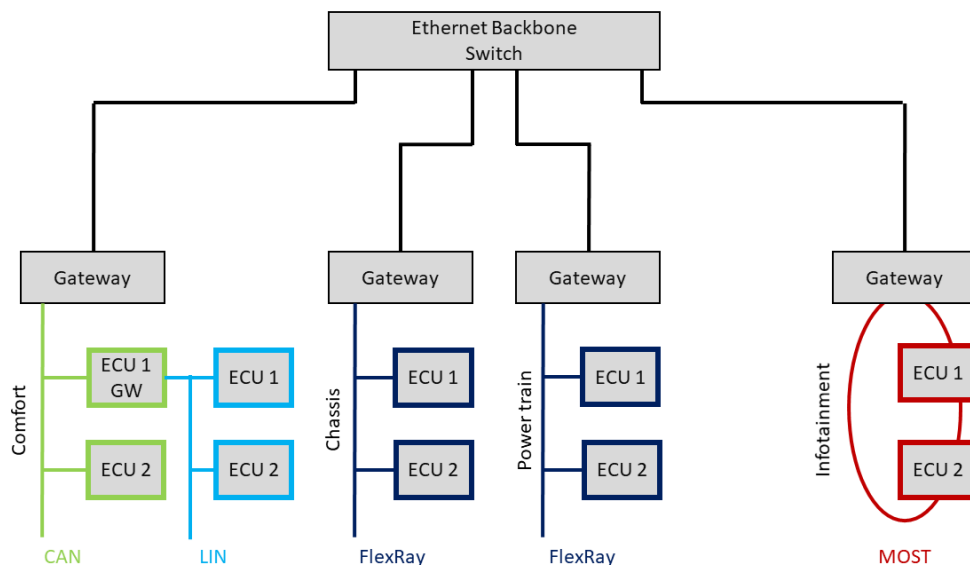 Ethernet Backbone
Switch
Gateway
Gateway
Gateway
Gateway
Comfort
ECU 1
GW
ECU 1
ECU 2
ECU 2
Chassis
ECU 1
ECU 2
Power train
ECU 1
ECU 2
Infotainment
ECU 1
ECU 2
CAN
LIN
FlexRay
FlexRay
MOST